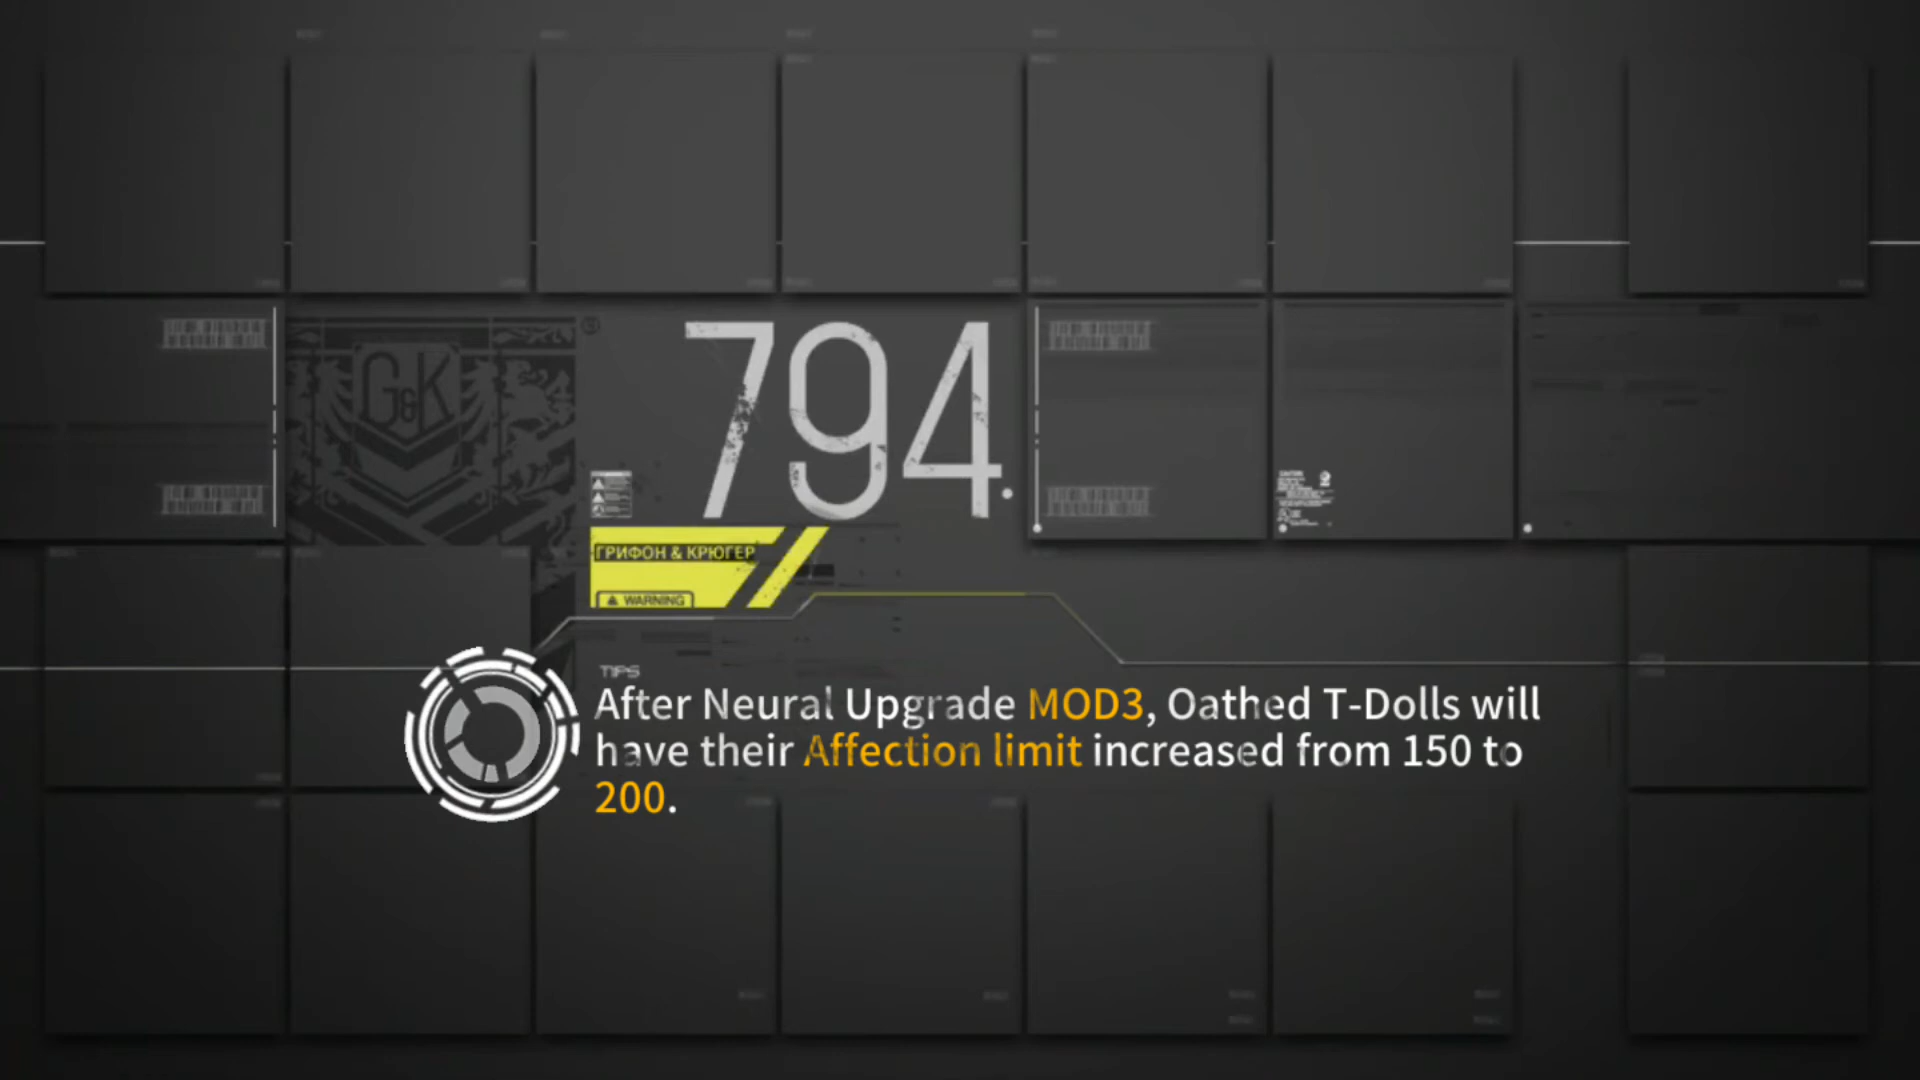 G&K
®
794.
ГРИФОН & КРЮГЕР
WARNING
TIPS
After Neural Upgrade MOD3, Oathed T-Dolls will
have their Affection limit increased from 150 to
200.